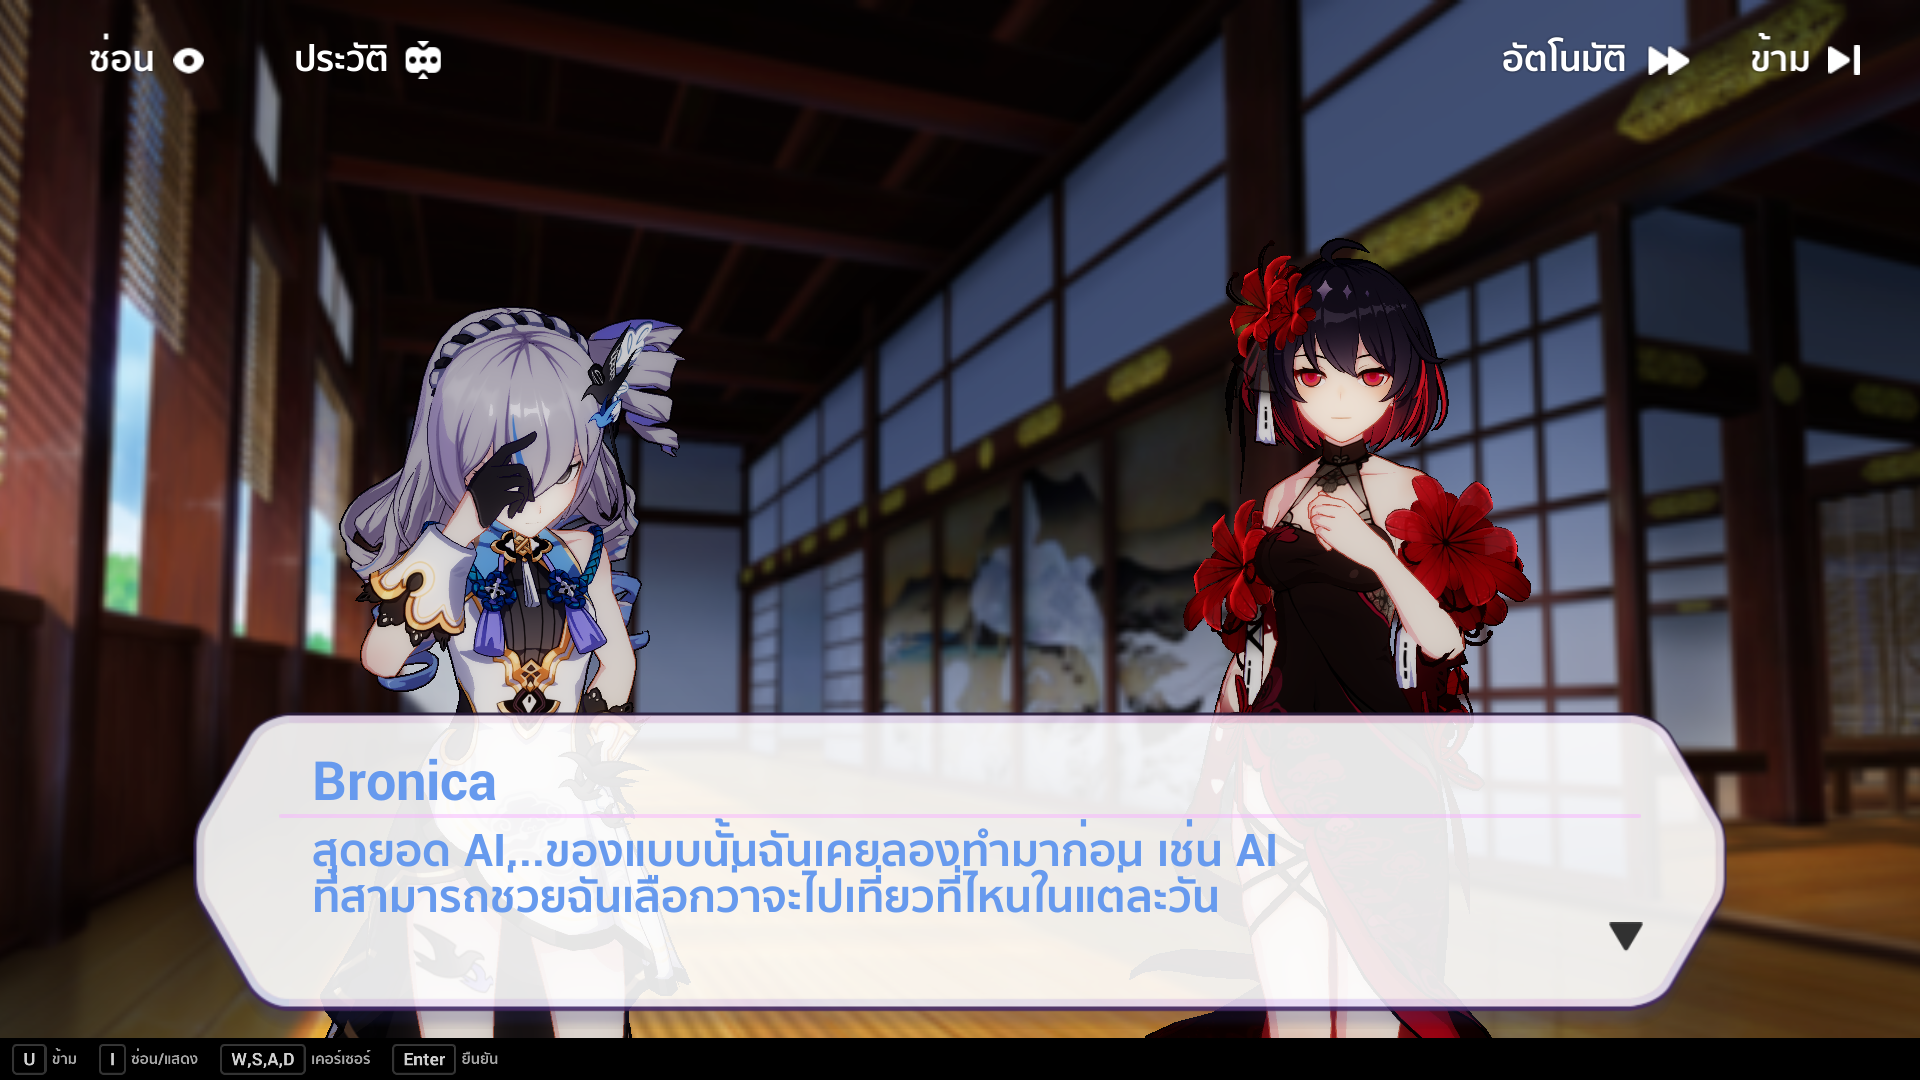 ซ่อน
ประวัติ
อัตโนมัติ
ข้าม
Bronica
สุดยอด AI,...ของแบบนั้นฉันเคยลองทำมาก่อน เช่น AI
ที่สามารถช่วยฉันเลือกว่าจะไปเที่ยวที่ไหนในแต่ละวัน
U ข้าม I ซ่อน/แสดง W,S,A,D เคอร์เซอร์ Enter ยืนยัน